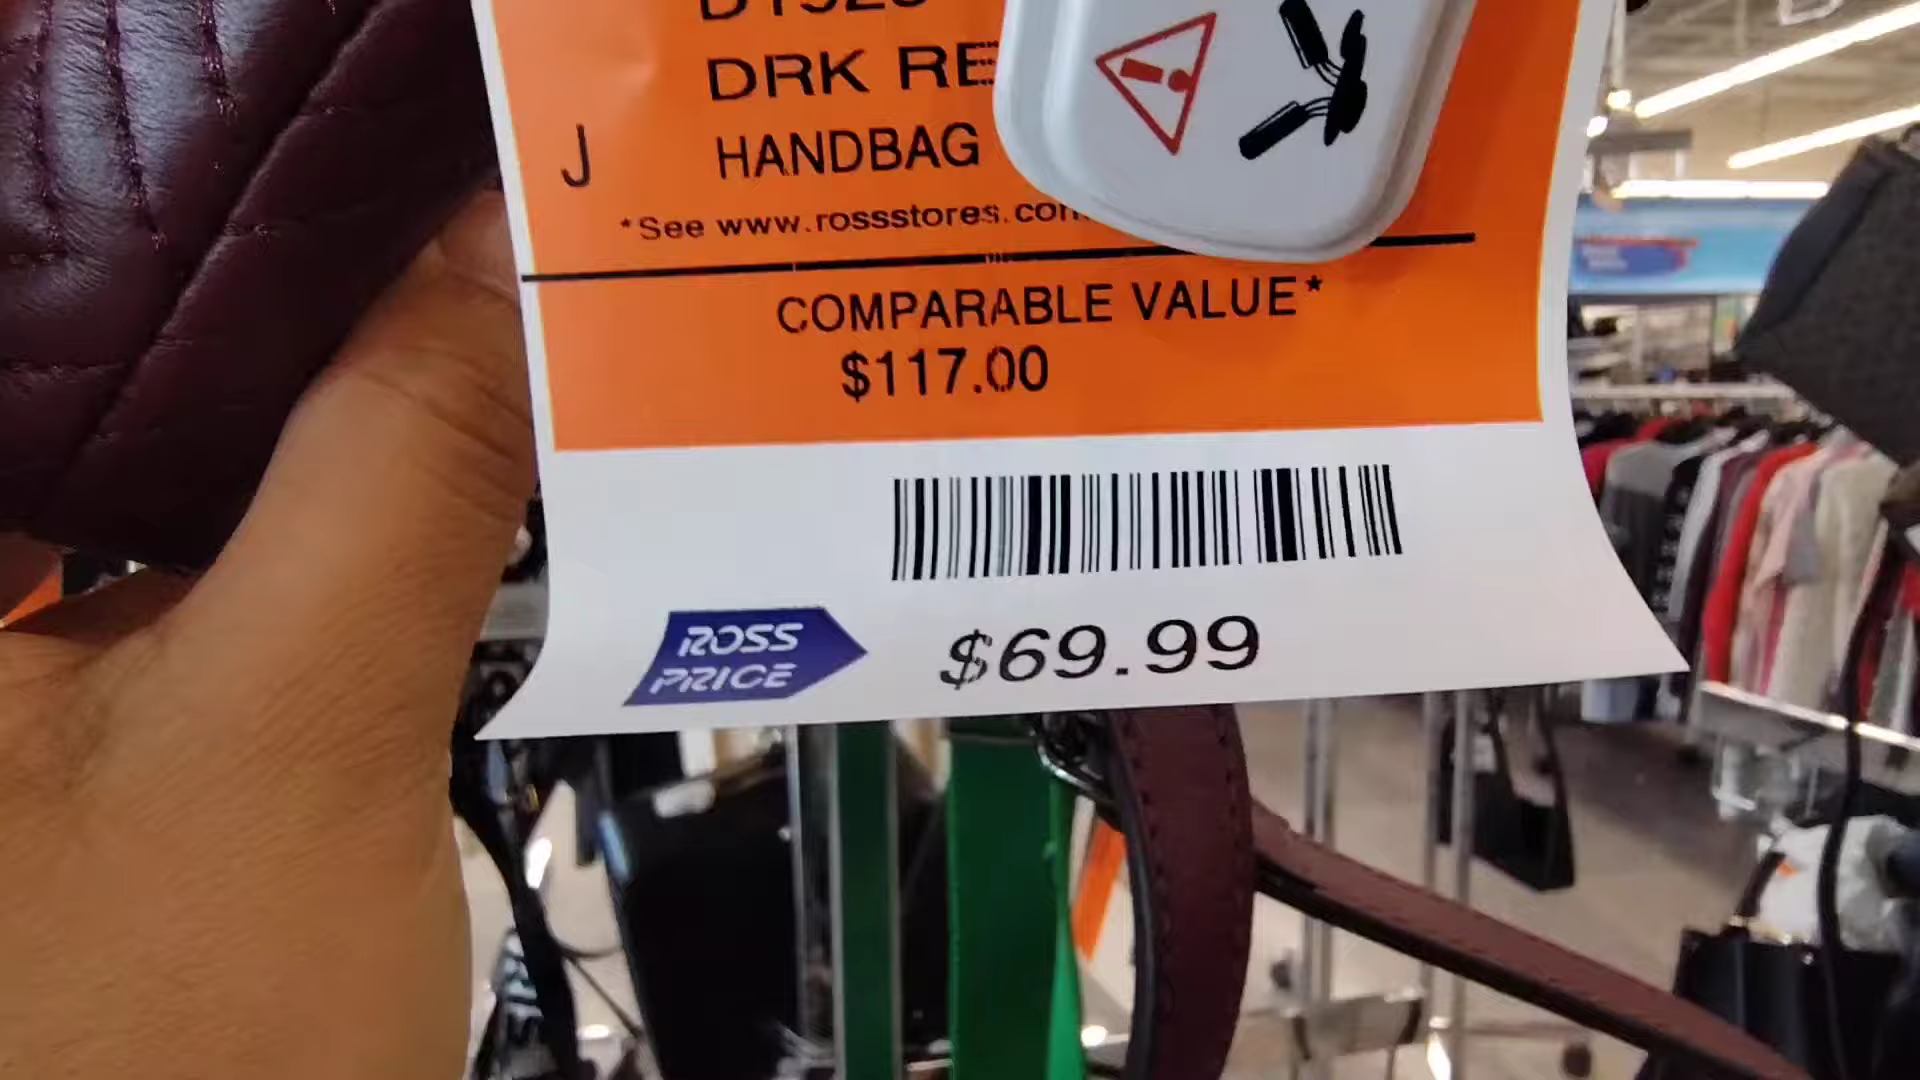 DRK RE
J HANDBAG
*See www.rossstores.com
COMPARABLE VALUE*
$117.00
ROSS
PRICE
$69.99